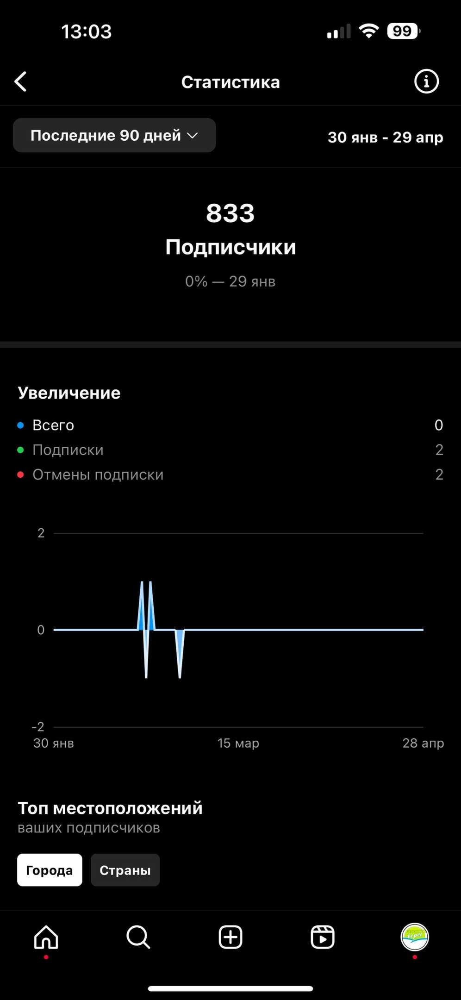 13:03
99
Статистика
Последние 90 дней
30 янв - 29 апр
833
Подписчики
0% — 29 янв
Увеличение
Всего 0
Подписки 2
Отмены подписки 2
2
0
-2
30 янв 15 мар 28 апр
Топ местоположений
ваших подписчиков
Города Страны
берег